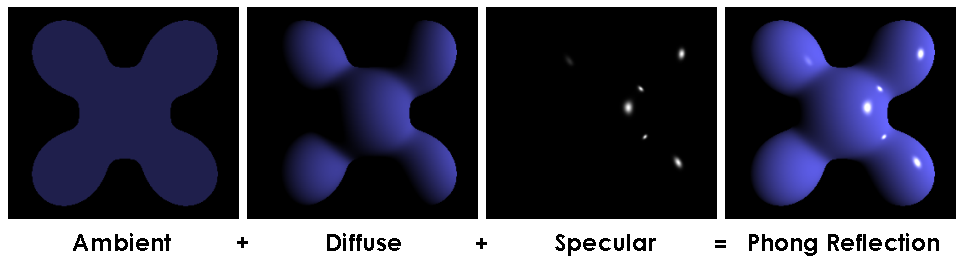 Ambient + Diffuse + Specular = Phong Reflection